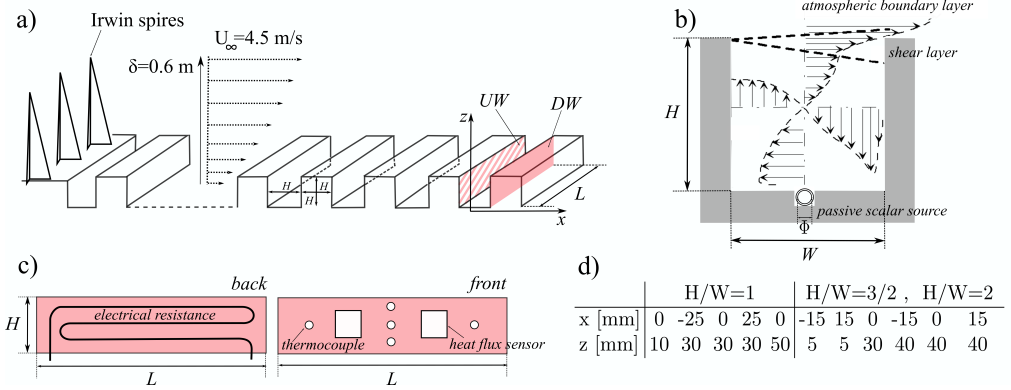 a)
Irwin spires
U∞=4.5 m/s
δ=0.6 m
UW
DW
z
H
H
H
L
x
b)
atmospheric boundary layer
shear layer
H
passive scalar source
Φ
W
c)
back
front
H
electrical resistance
thermocouple
heat flux sensor
L
L
d)
H/W=1 H/W=3/2 , H/W=2
x [mm] 0 -25 0 25 0 -15 15 0 -15 0 15
z [mm] 10 30 30 30 50 5 5 30 40 40 40